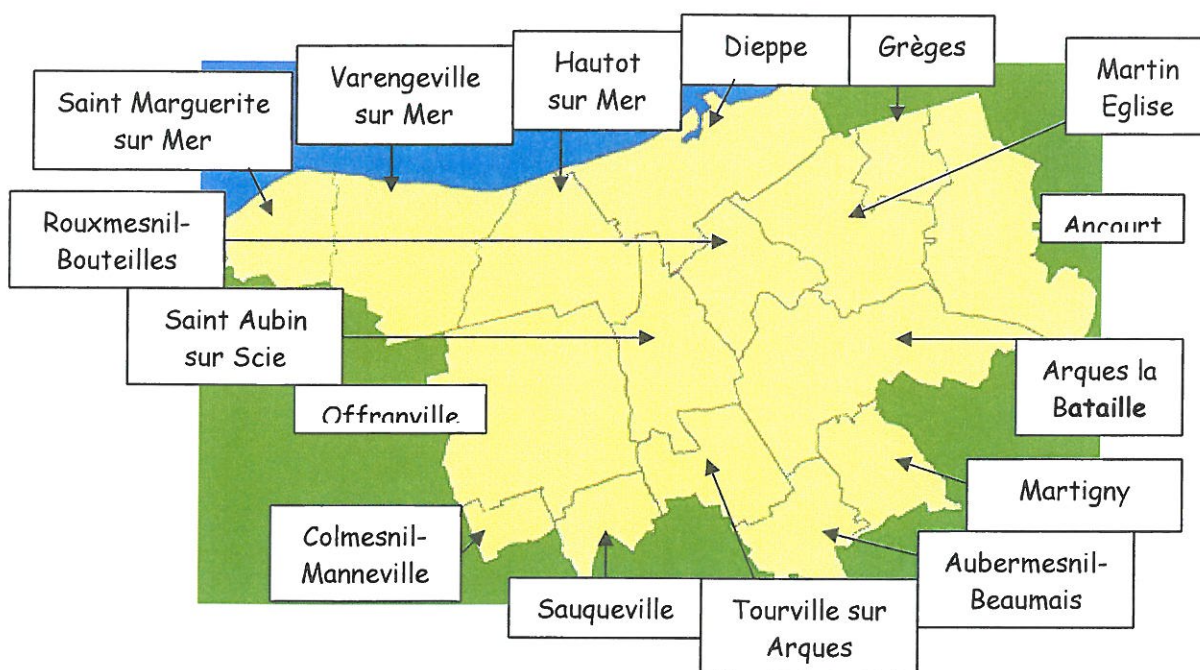 Dieppe
Grèges
Hautot
sur Mer
Varengeville
sur Mer
Martin
Eglise
Saint Marguerite
sur Mer
Rouxmesnil-
Bouteilles
Ancourt
Saint Aubin
sur Scie
Arques la
Bataille
Offranville
Martigny
Colmesnil-
Manneville
Aubermesnil-
Beaumais
Sauqueville
Tourville sur
Arques